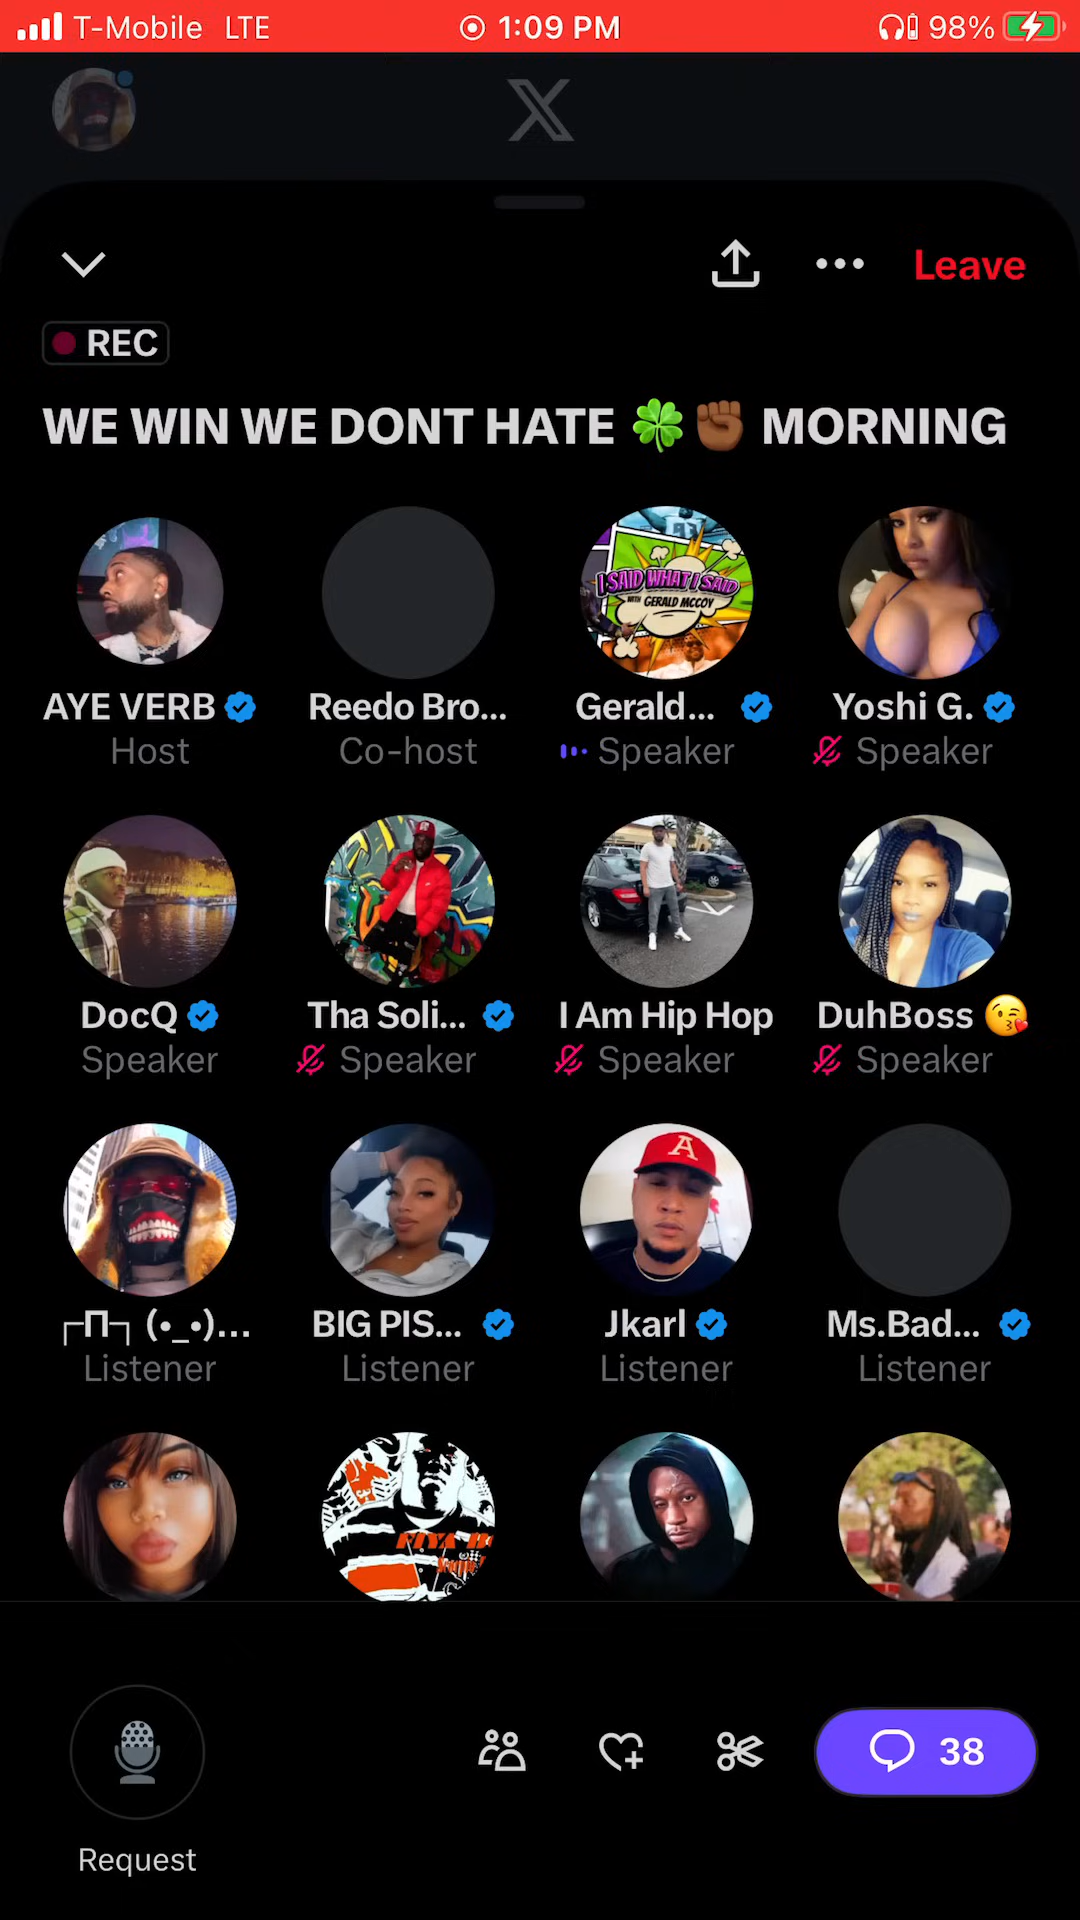 T-Mobile LTE 1:09 PM 98%
Leave
REC
WE WIN WE DONT HATE 🍀✊🏾 MORNING
I SAID WHAT I SAID
WITH GERALD MCCOY
AYE VERB Reedo Bro... Gerald... Yoshi G.
Host Co-host Speaker Speaker
DocQ Tha Soli... I Am Hip Hop DuhBoss 😘
Speaker Speaker Speaker Speaker
A
┌П┐ (•_•)... BIG PIS... Jkarl Ms.Bad...
Listener Listener Listener Listener
38
Request